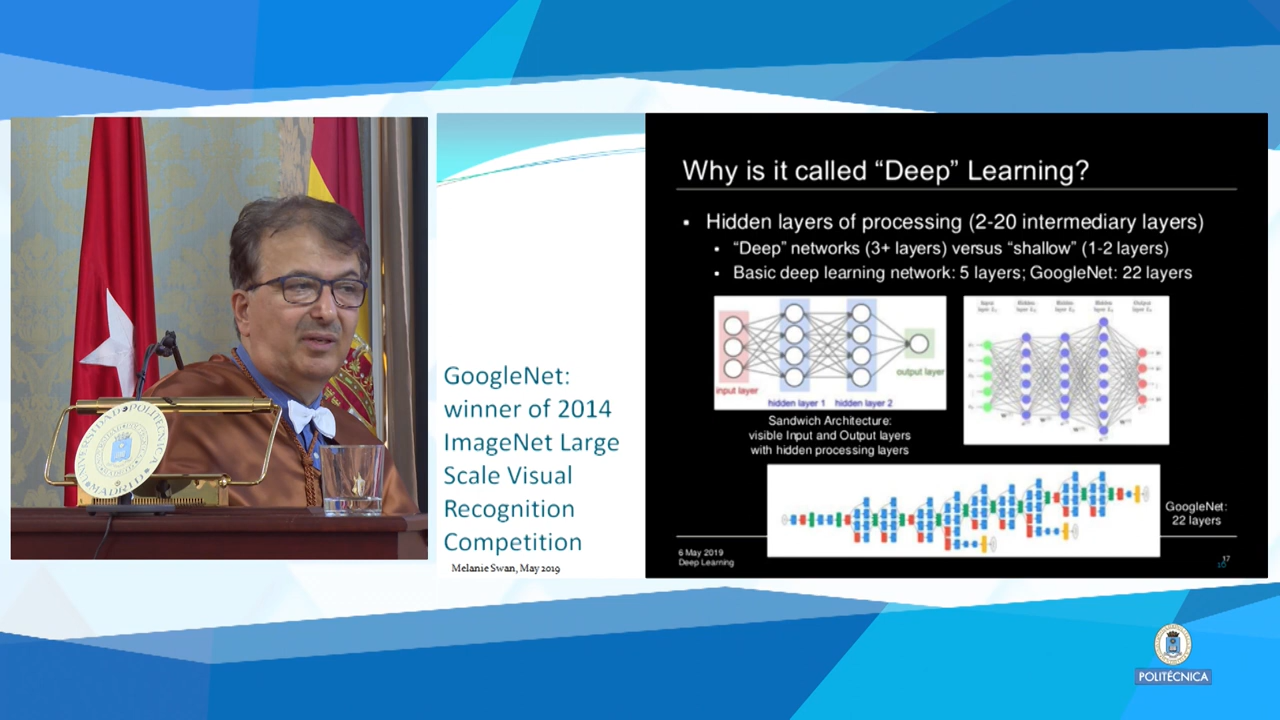 UNIVERSIDAD POLITÉCNICA
MADRID
GoogleNet:
winner of 2014
ImageNet Large
Scale Visual
Recognition
Competition
Melanie Swan, May 2019
Why is it called “Deep” Learning?
Hidden layers of processing (2-20 intermediary layers)
“Deep” networks (3+ layers) versus “shallow” (1-2 layers)
Basic deep learning network: 5 layers; GoogleNet: 22 layers
input layer
hidden layer 1
hidden layer 2
output layer
Sandwich Architecture:
visible Input and Output layers
with hidden processing layers
GoogleNet:
22 layers
6 May 2019
Deep Learning
17
16
POLITÉCNICA